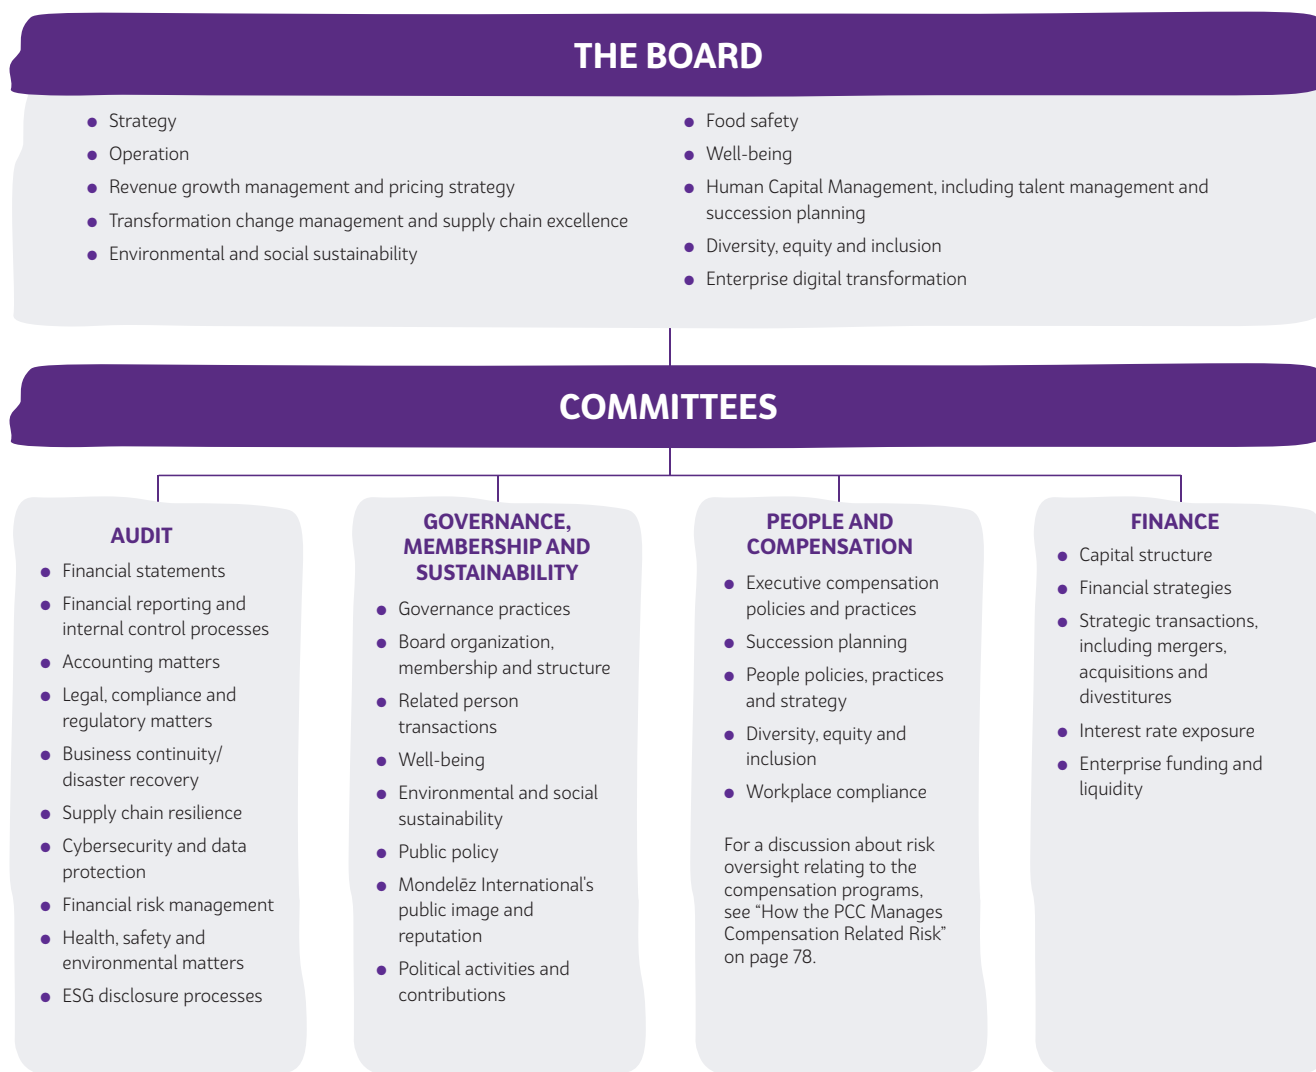 THE BOARD
Strategy
Operation
Revenue growth management and pricing strategy
Transformation change management and supply chain excellence
Environmental and social sustainability
Food safety
Well-being
Human Capital Management, including talent management and
succession planning
Diversity, equity and inclusion
Enterprise digital transformation
COMMITTEES
AUDIT
Financial statements
Financial reporting and
internal control processes
Accounting matters
Legal, compliance and
regulatory matters
Business continuity/
disaster recovery
Supply chain resilience
Cybersecurity and data
protection
Financial risk management
Health, safety and
environmental matters
ESG disclosure processes
GOVERNANCE,
MEMBERSHIP AND
SUSTAINABILITY
Governance practices
Board organization,
membership and structure
Related person
transactions
Well-being
Environmental and social
sustainability
Public policy
Mondelēz International's
public image and
reputation
Political activities and
contributions
PEOPLE AND
COMPENSATION
Executive compensation
policies and practices
Succession planning
People policies, practices
and strategy
Diversity, equity and
inclusion
Workplace compliance
For a discussion about risk
oversight relating to the
compensation programs,
see “How the PCC Manages
Compensation Related Risk”
on page 78.
FINANCE
Capital structure
Financial strategies
Strategic transactions,
including mergers,
acquisitions and
divestitures
Interest rate exposure
Enterprise funding and
liquidity